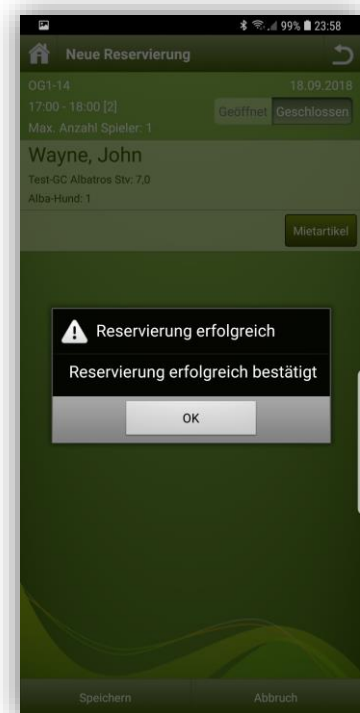 99% 23:58
Neue Reservierung
OG1-14 18.09.2018
17:00 - 18:00 [2] Geöffnet Geschlossen
Max. Anzahl Spieler: 1
Wayne, John
Test-GC Albatros Stv: 7,0
Alba-Hund: 1
Mietartikel
Reservierung erfolgreich
Reservierung erfolgreich bestätigt
OK
Speichern Abbruch